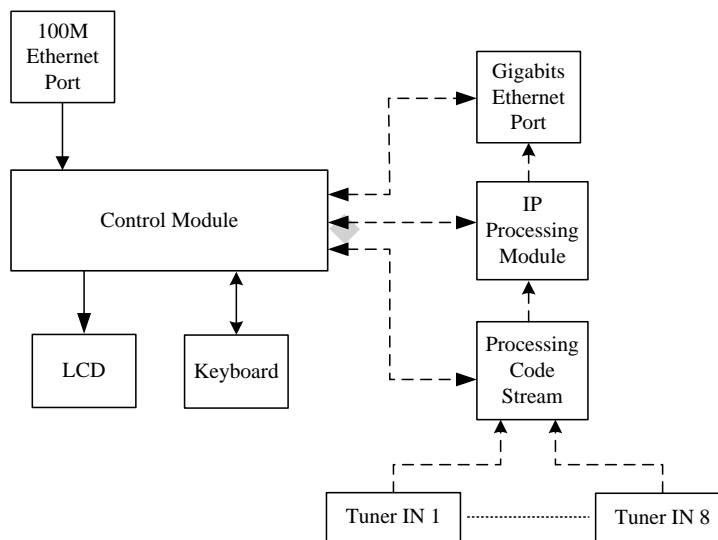 100M
Ethernet
Port
Gigabits
Ethernet
Port
Control Module
IP
Processing
Module
LCD
Keyboard
Processing
Code
Stream
Tuner IN 1
Tuner IN 8